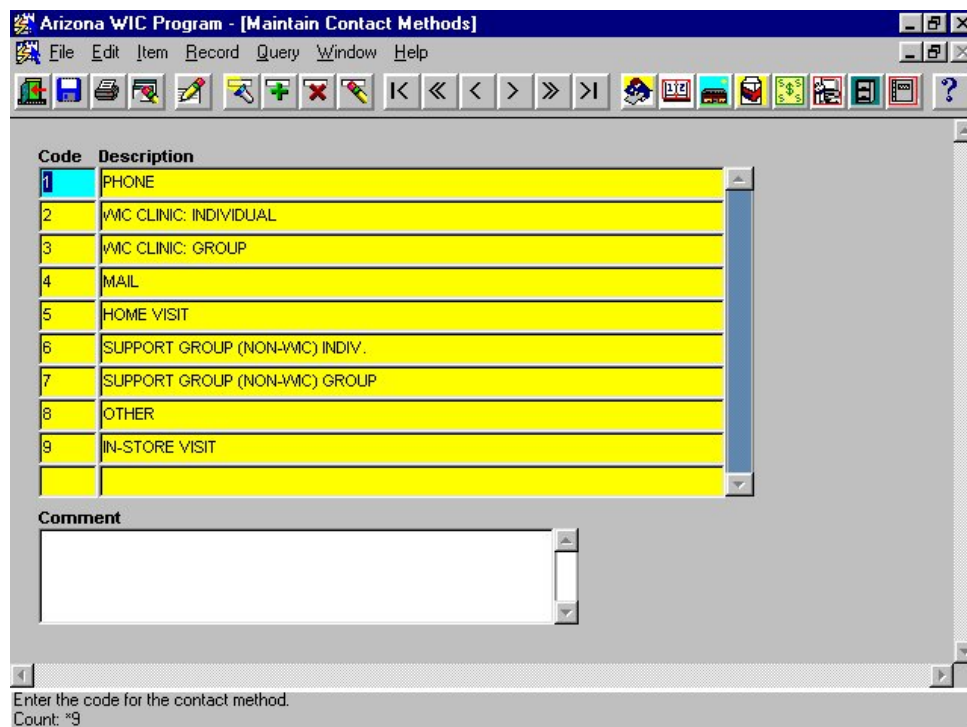 Arizona WIC Program - [Maintain Contact Methods]
File Edit Item Record Query Window Help
Code Description
1 PHONE
2 WIC CLINIC: INDIVIDUAL
3 WIC CLINIC: GROUP
4 MAIL
5 HOME VISIT
6 SUPPORT GROUP (NON-WIC) INDIV.
7 SUPPORT GROUP (NON-WIC) GROUP
8 OTHER
9 IN-STORE VISIT
Comment
Enter the code for the contact method.
Count: *9